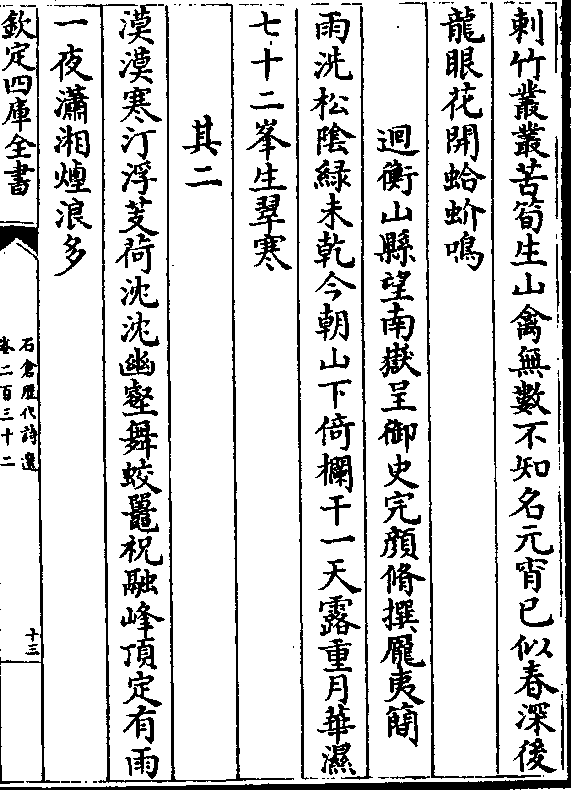 刺竹叢叢苦筍生山禽無數不知名元宵已似春深後
龍眼花開蛤蚧鳴
迴衡山縣望南嶽呈御史完顔脩撰龎夷簡
雨洗松陰緑未乾今朝山下倚欄干一天露重月華濕
七十二峯生翠寒
其二
漠漠寒汀浮芰荷沈沈幽壑舞蛟鼉祝融峰頂定有雨
一夜瀟湘煙浪多
欽定四庫全書
石倉歴代詩選
卷二百三十二
十三